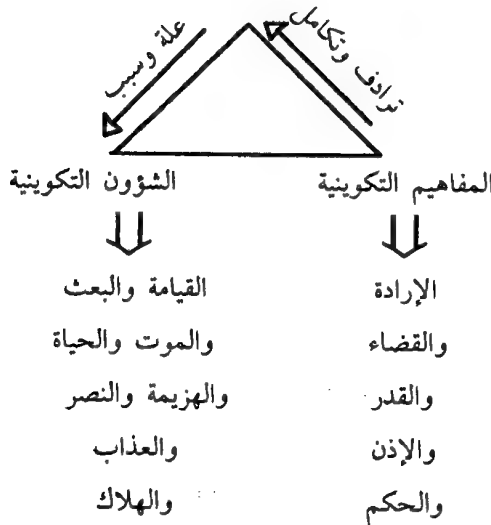 ترادف وتكامل
علة وسبب
المفاهيم التكوينية
الشؤون التكوينية
الإرادة
القيامة والبعث
والقضاء
والموت والحياة
والقدر
والهزيمة والنصر
والإذن
والعذاب
والحكم
والهلاك